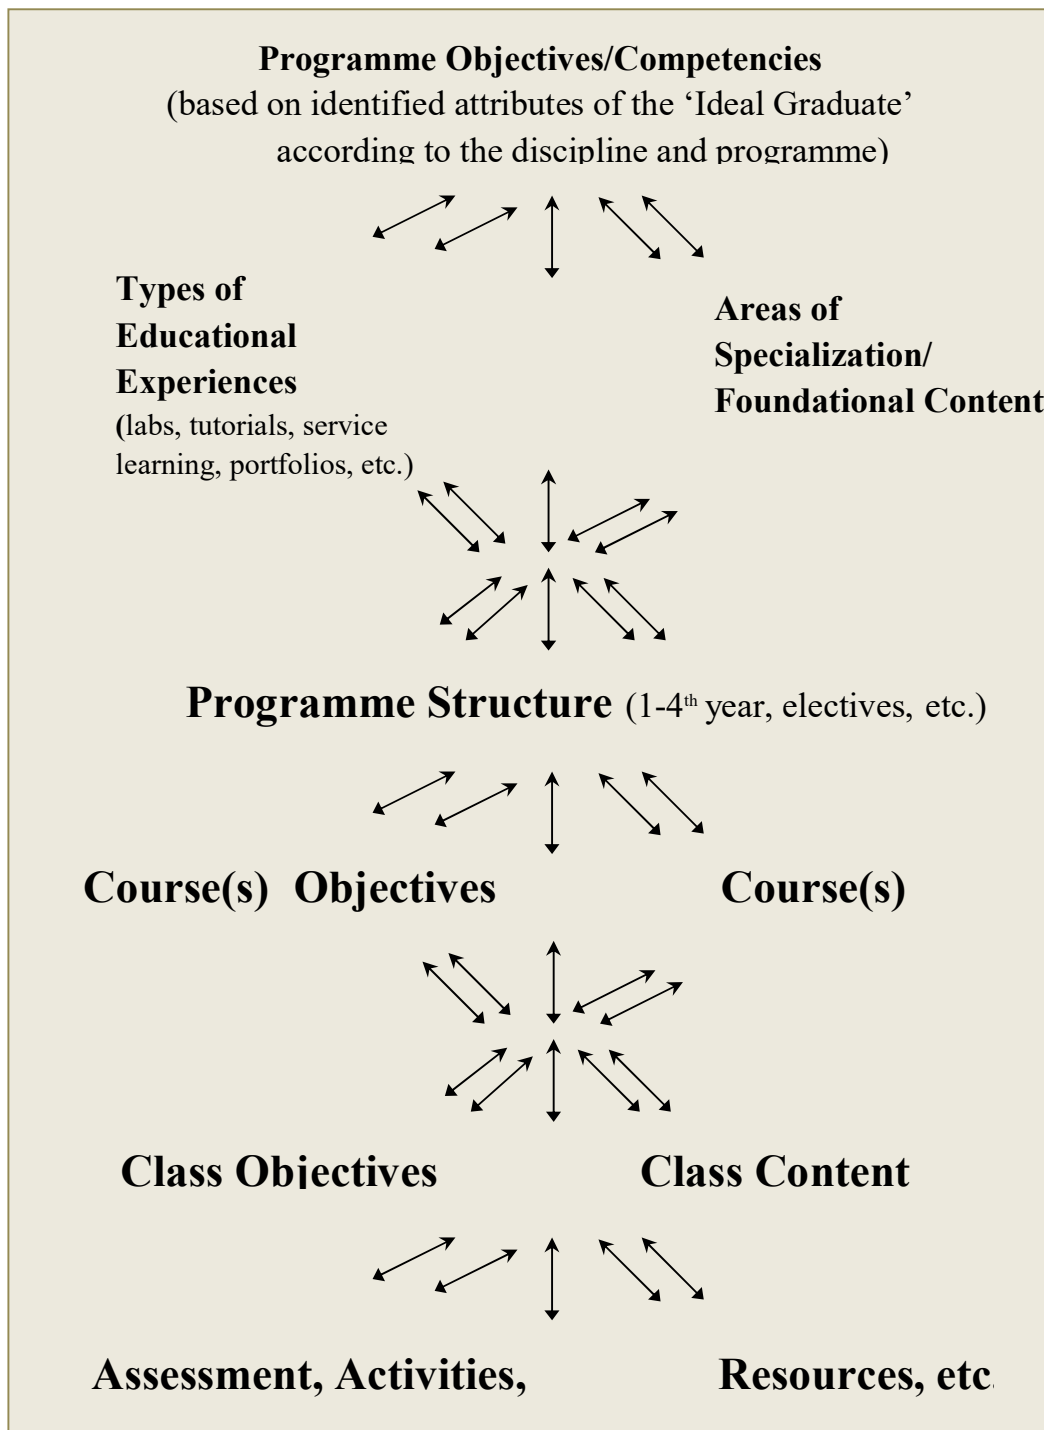 Programme Objectives/Competencies
(based on identified attributes of the ‘Ideal Graduate’
according to the discipline and programme)
Types of
Educational
Experiences
(labs, tutorials, service
learning, portfolios, etc.)
Areas of
Specialization/
Foundational Content
Programme Structure (1-4th year, electives, etc.)
Course(s) Objectives
Course(s)
Class Objectives
Class Content
Assessment, Activities,
Resources, etc.